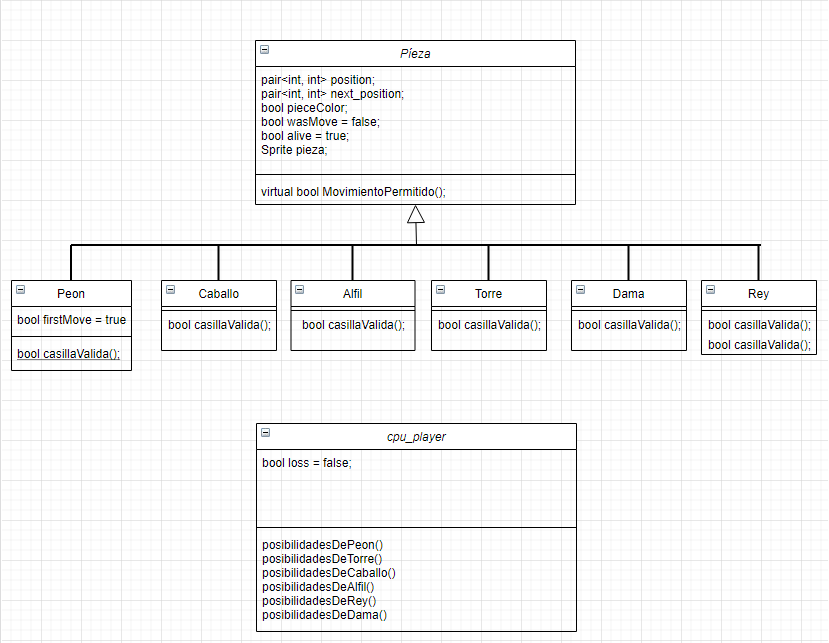 Pieza
pair<int, int> position;
pair<int, int> next_position;
bool pieceColor;
bool wasMove = false;
bool alive = true;
Sprite pieza;
virtual bool MovimientoPermitido();
Peon
bool firstMove = true
bool casillaValida();
Caballo
bool casillaValida();
Alfil
bool casillaValida();
Torre
bool casillaValida();
Dama
bool casillaValida();
Rey
bool casillaValida();
bool casillaValida();
cpu_player
bool loss = false;
posibilidadesDePeon()
posibilidadesDeTorre()
posibilidadesDeCaballo()
posibilidadesDeAlfil()
posibilidadesDeRey()
posibilidadesDeDama()